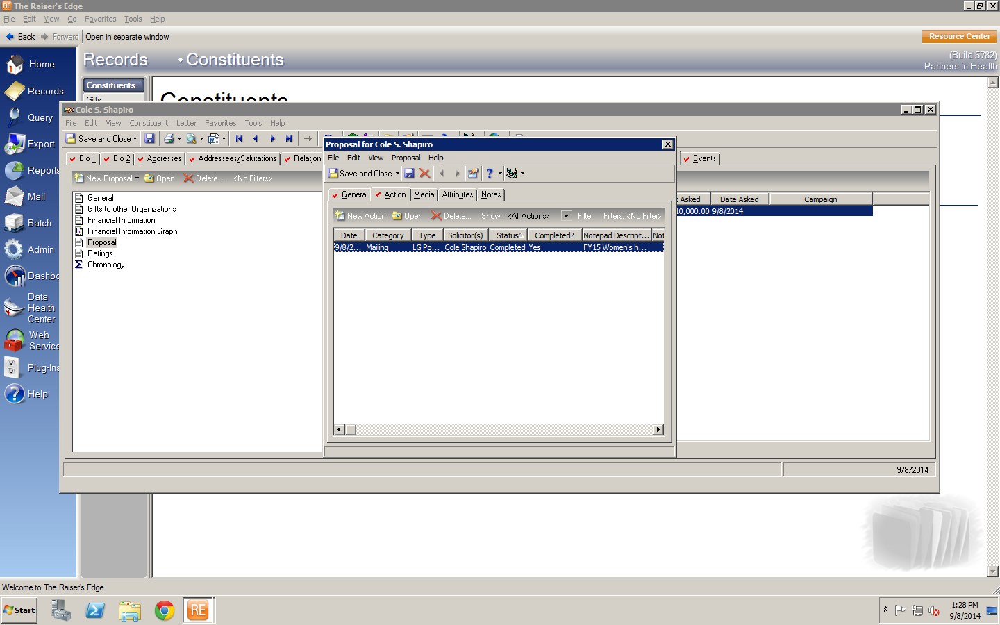 The Raiser's Edge
File Edit View Go Favorites Tools Help
Back Forward Open in separate window
Resource Center
Records • Constituents
(Build 5782)
Partners in Health
Home
Records
Query
Export
Reports
Mail
Batch
Admin
Data
Health
Center
Web
Plug-Ins
Help
Constituents
Gifts
Constituents
Cole S. Shapiro
File Edit View Constituent Letter Favorites Tools Help
Save and Close
Bio 1 Bio 2 Addresses Addressees/Salutations Events
New Proposal Open Delete... <No Filters>
General
Gifts to other Organizations
Financial Information
Financial Information Graph
Proposal
Ratings
Chronology
Asked Date Asked Campaign
9/8/2014
Proposal for Cole S. Shapiro
File Edit View Proposal Help
Save and Close
General Action Media Attributes Notes
New Action Open Delete... Show: <All Actions> Filter: Filters: <No Filter>
Date Category Type Solicitor(s) Status Completed? Notepad Descript... Not
9/8/2... Mailing LG Po... Cole Shapiro Completed Yes FY15 Women's h...
9/8/2014
Welcome to The Raiser's Edge
Start
RE
1:28 PM
9/8/2014